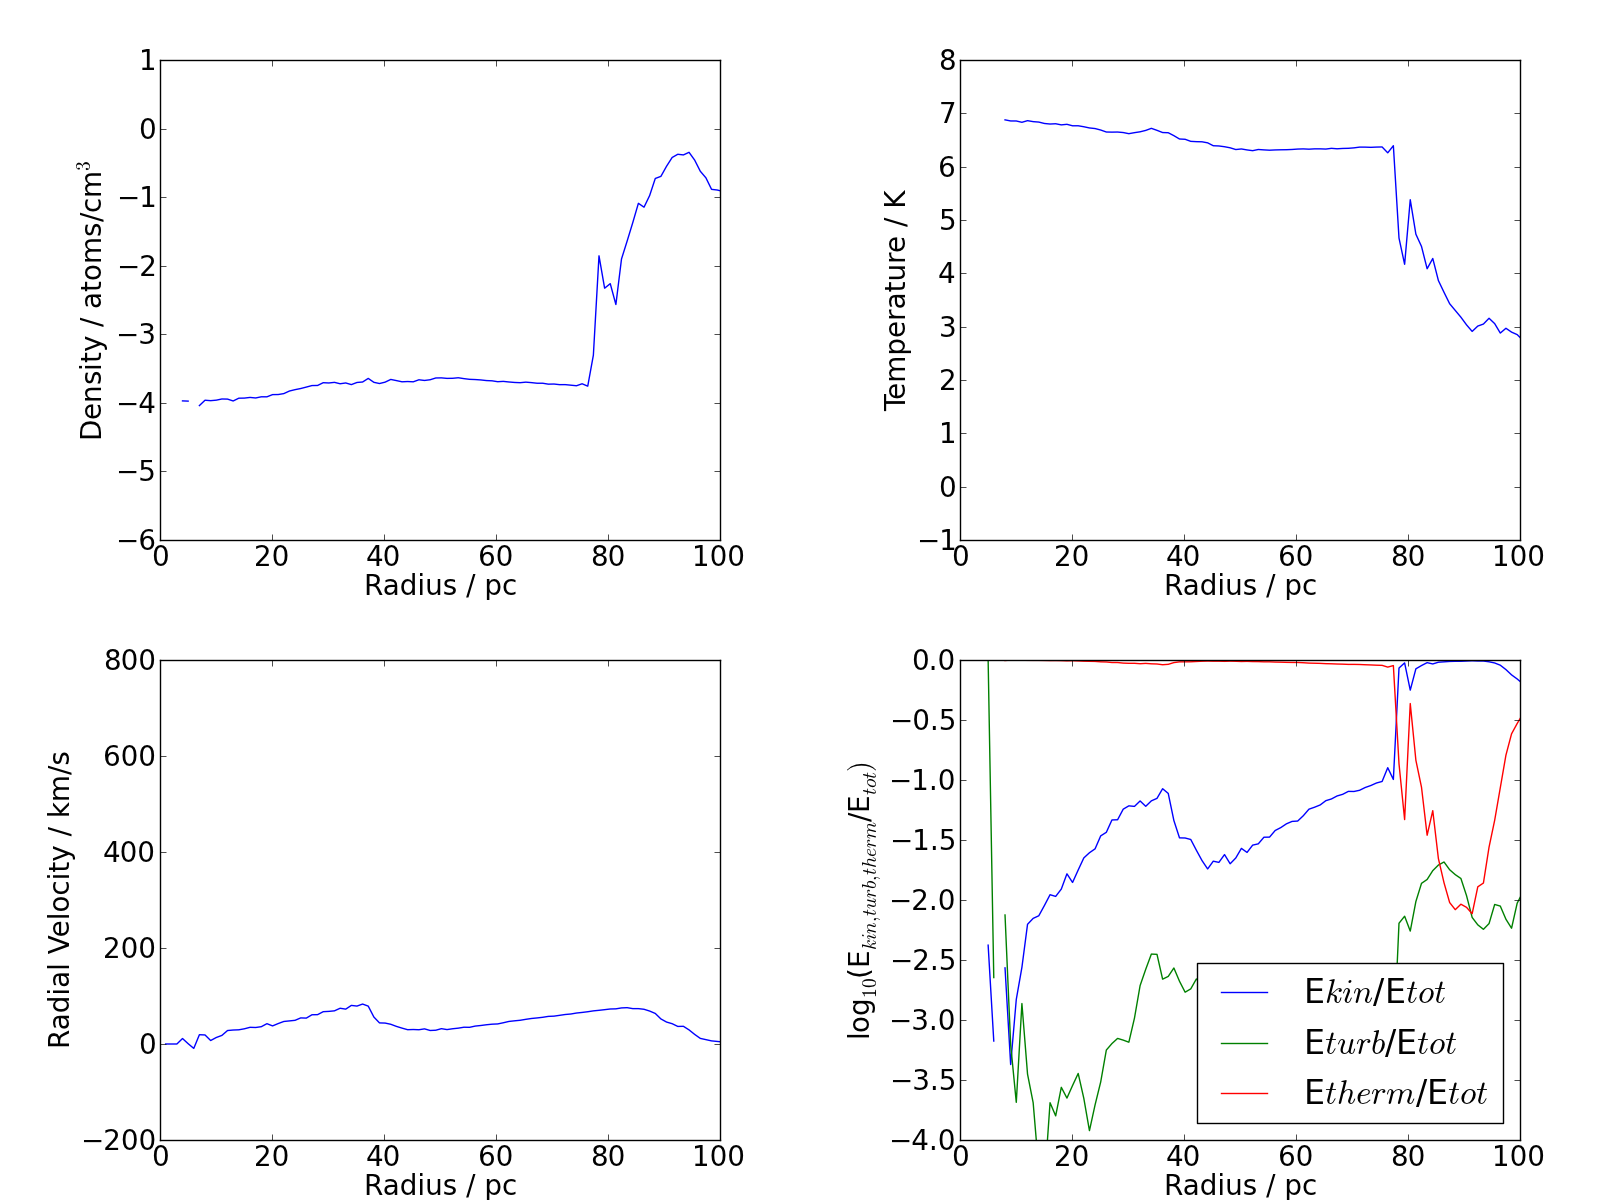 1
0
−1
−2
−3
−4
−5
−6
0 20 40 60 80 100
Radius / pc
Density / atoms/cm³
8
7
6
5
4
3
2
1
0
−1
0 20 40 60 80 100
Radius / pc
Temperature / K
800
600
400
200
0
−200
0 20 40 60 80 100
Radius / pc
Radial Velocity / km/s
0.0
−0.5
−1.0
−1.5
−2.0
−2.5
−3.0
−3.5
−4.0
0 20 40 60 80 100
Radius / pc
log₁₀(E_kin,turb,therm/E_tot)
Ekin/Etot
Eturb/Etot
Etherm/Etot